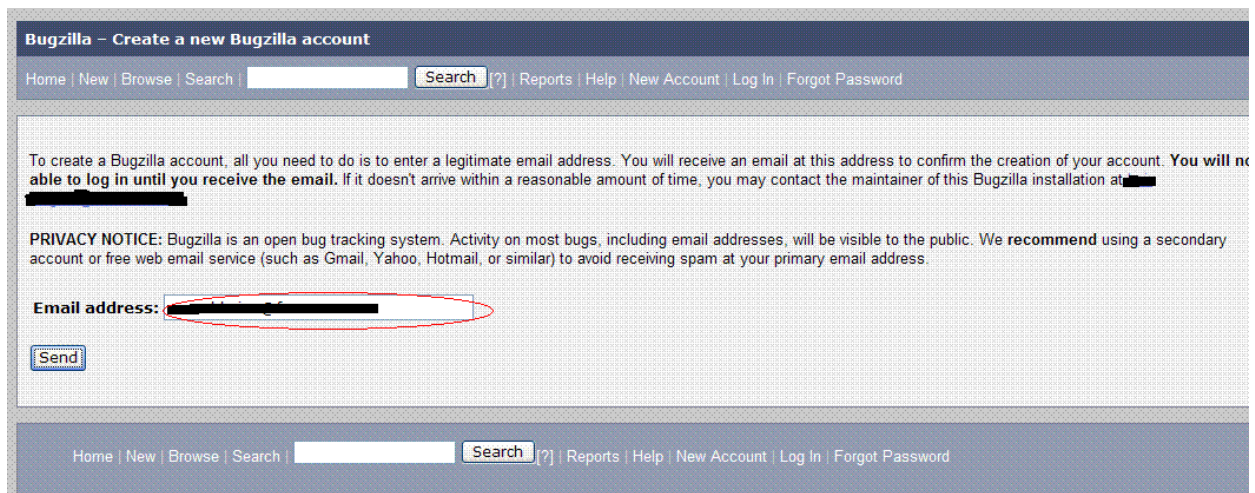 Bugzilla – Create a new Bugzilla account
Home | New | Browse | Search | Search [?] | Reports | Help | New Account | Log In | Forgot Password
To create a Bugzilla account, all you need to do is to enter a legitimate email address. You will receive an email at this address to confirm the creation of your account. You will
able to log in until you receive the email. If it doesn't arrive within a reasonable amount of time, you may contact the maintainer of this Bugzilla installation at
PRIVACY NOTICE: Bugzilla is an open bug tracking system. Activity on most bugs, including email addresses, will be visible to the public. We recommend using a secondary
account or free web email service (such as Gmail, Yahoo, Hotmail, or similar) to avoid receiving spam at your primary email address.
Email address:
Send
Home | New | Browse | Search | Search [?] | Reports | Help | New Account | Log In | Forgot Password